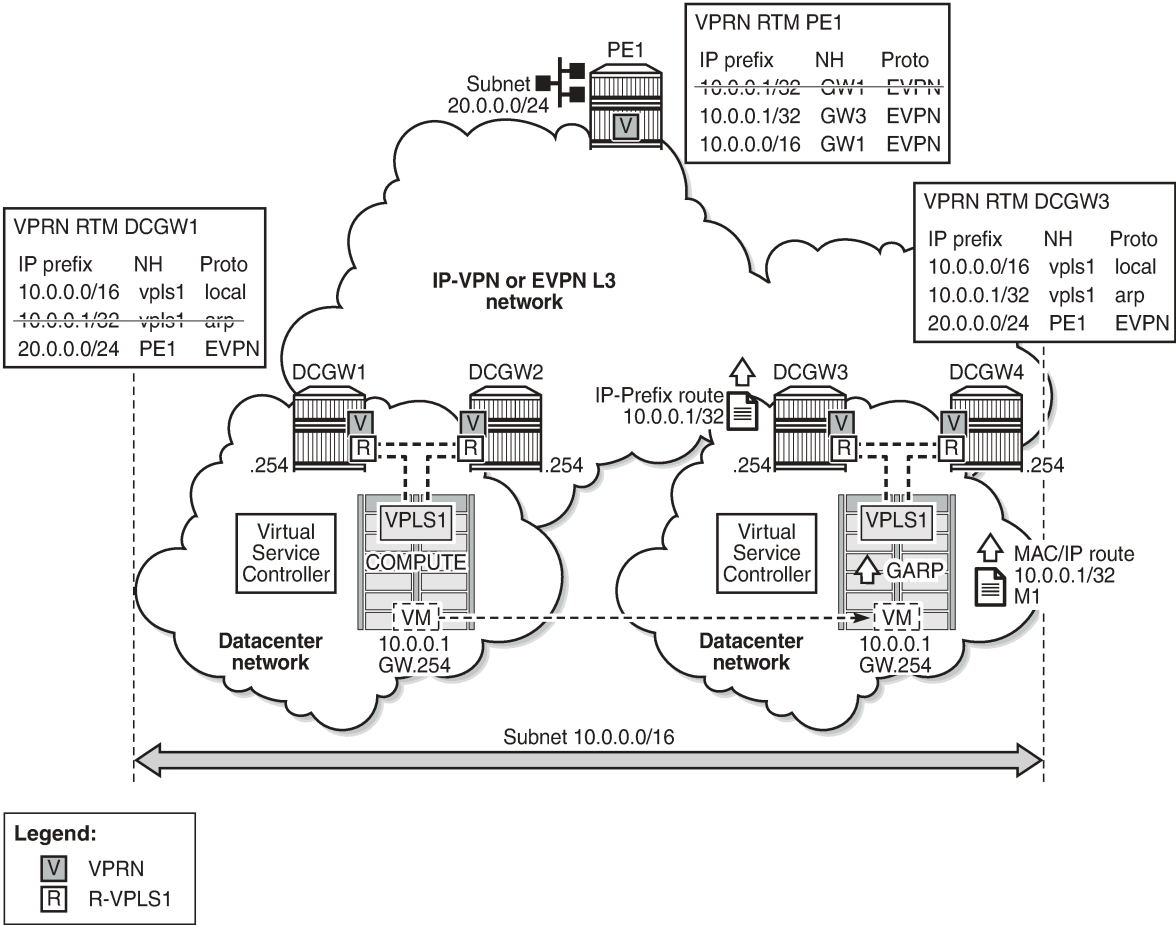 VPRN RTM PE1
IP prefix NH Proto
10.0.0.1/32 GW1 EVPN
10.0.0.1/32 GW3 EVPN
10.0.0.0/16 GW1 EVPN
PE1
Subnet
20.0.0.0/24
V
VPRN RTM DCGW1
IP prefix NH Proto
10.0.0.0/16 vpls1 local
10.0.0.1/32 vpls1 arp
20.0.0.0/24 PE1 EVPN
VPRN RTM DCGW3
IP prefix NH Proto
10.0.0.0/16 vpls1 local
10.0.0.1/32 vpls1 arp
20.0.0.0/24 PE1 EVPN
IP-VPN or EVPN L3
network
DCGW1
DCGW2
V
V
R
R
.254
.254
IP-Prefix route
10.0.0.1/32
DCGW3
DCGW4
V
V
R
R
.254
.254
VPLS1
Virtual
Service
Controller
COMPUTE
VM
10.0.0.1
GW.254
Datacenter
network
VPLS1
Virtual
Service
Controller
GARP
VM
10.0.0.1
GW.254
Datacenter
network
MAC/IP route
10.0.0.1/32
M1
Subnet 10.0.0.0/16
Legend:
V VPRN
R R-VPLS1